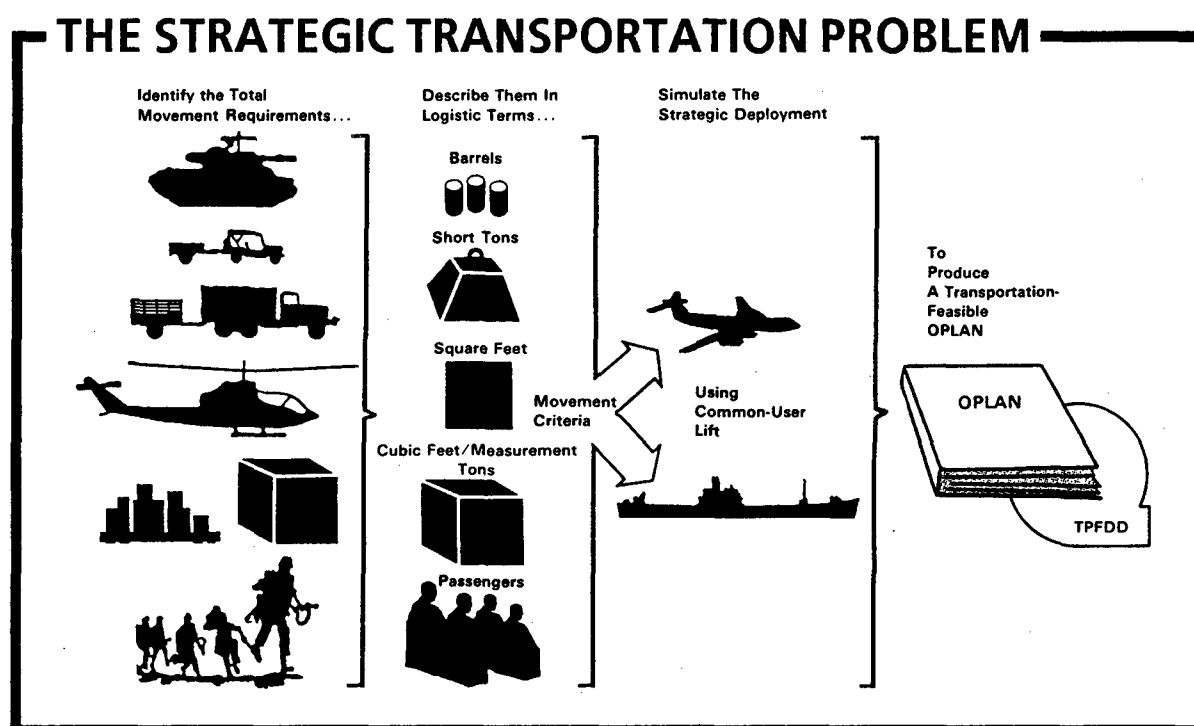 THE STRATEGIC TRANSPORTATION PROBLEM
Identify the Total
Movement Requirements...
Describe Them In
Logistic Terms...
Barrels
Short Tons
Square Feet
Movement
Criteria
Cubic Feet/Measurement
Tons
Passengers
Simulate The
Strategic Deployment
Using
Common-User
Lift
To
Produce
A Transportation-
Feasible
OPLAN
OPLAN
TPFDD